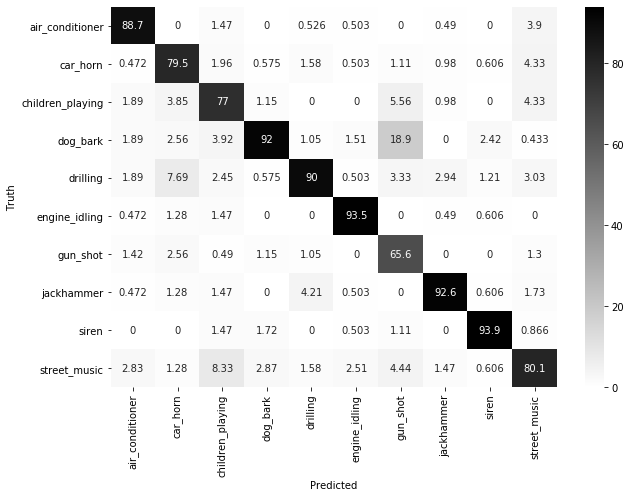 air_conditioner 88.7 0 1.47 0 0.526 0.503 0 0.49 0 3.9
car_horn 0.472 79.5 1.96 0.575 1.58 0.503 1.11 0.98 0.606 4.33
children_playing 1.89 3.85 77 1.15 0 0 5.56 0.98 0 4.33
dog_bark 1.89 2.56 3.92 92 1.05 1.51 18.9 0 2.42 0.433
drilling 1.89 7.69 2.45 0.575 90 0.503 3.33 2.94 1.21 3.03
engine_idling 0.472 1.28 1.47 0 0 93.5 0 0.49 0.606 0
gun_shot 1.42 2.56 0.49 1.15 1.05 0 65.6 0 0 1.3
jackhammer 0.472 1.28 1.47 0 4.21 0.503 0 92.6 0.606 1.73
siren 0 0 1.47 1.72 0 0.503 1.11 0 93.9 0.866
street_music 2.83 1.28 8.33 2.87 1.58 2.51 4.44 1.47 0.606 80.1
air_conditioner car_horn children_playing dog_bark drilling engine_idling gun_shot jackhammer siren street_music
Predicted
Truth
80
60
40
20
0